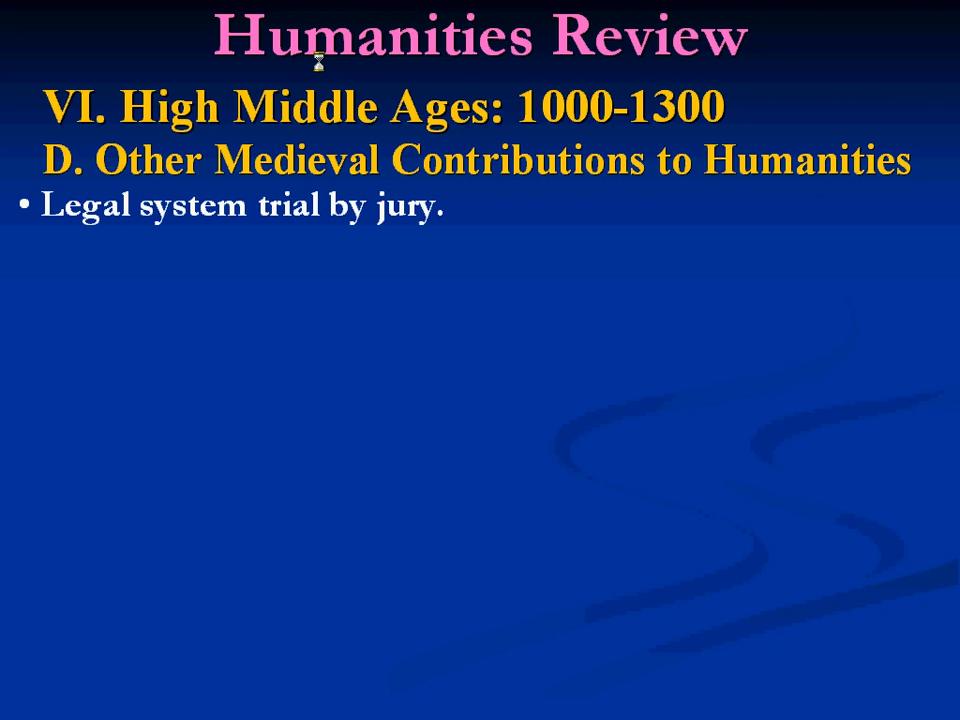 Humanities Review
VI. High Middle Ages: 1000-1300
D. Other Medieval Contributions to Humanities
• Legal system trial by jury.